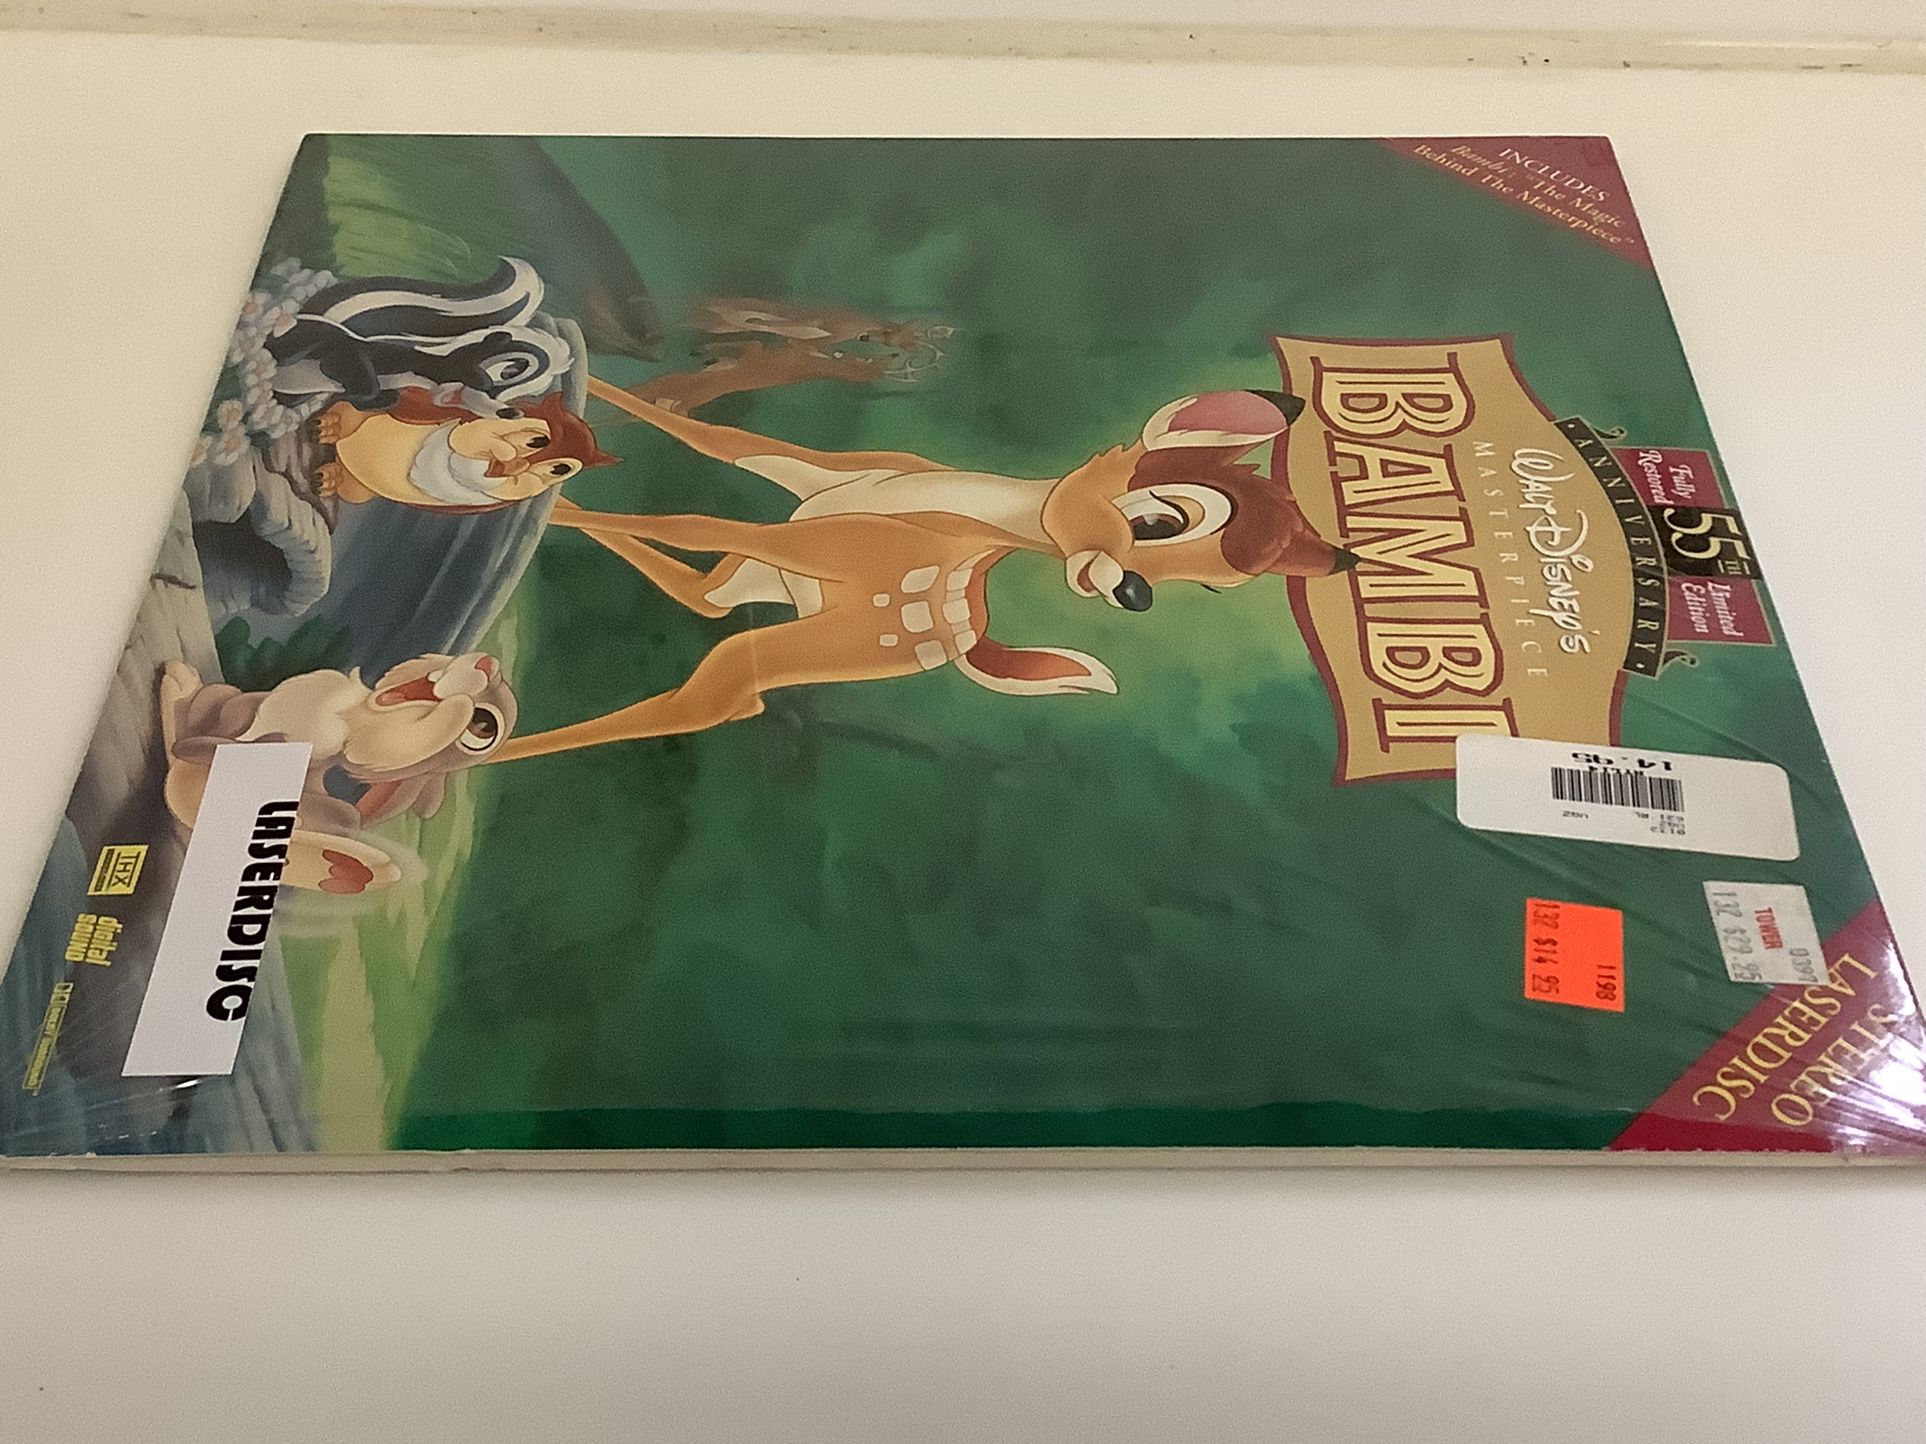 INCLUDES
Bambi: "The Magic
Behind The Masterpiece"
Fully
Restored
55TH
Limited
Edition
ANNIVERSARY
WALT DISNEY'S
MASTERPIECE
BAMBI
14.95
TOWER
0397
132 $29.95
1198
132 $14.95
STEREO
LASERDISC
LASERDISC
THX
digital
sound